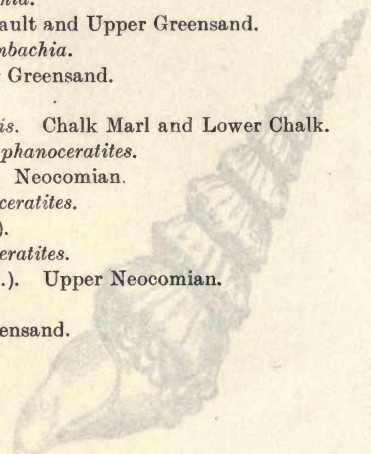 ault and Upper Greensand.
nbachia.
Greensand.
is. Chalk Marl and Lower Chalk.
phanoceratites.
Neocomian.
ceratites.
).
eratites.
.). Upper Neocomian.
ensand.